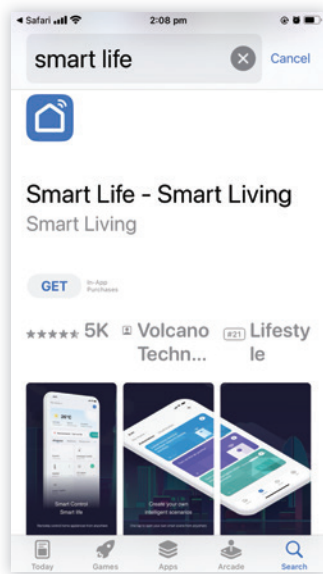 Safari 2:08 pm
smart life Cancel
Smart Life - Smart Living
Smart Living
GET In-App
Purchases
5K Volcano #21 Lifesty
Techn... le
Smart Control
Smart life
Create your own
intelligent scenarios
Today Games Apps Arcade Search